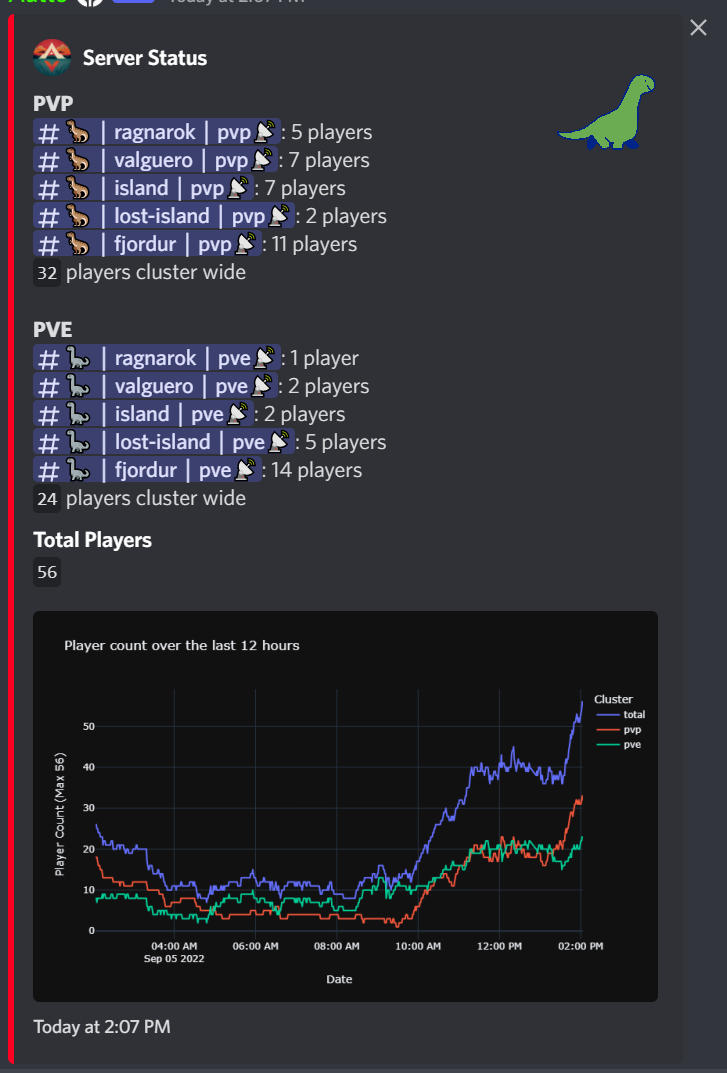 Today at 2:07 PM
Server Status
PVP
# | ragnarok | pvp : 5 players
# | valguero | pvp : 7 players
# | island | pvp : 7 players
# | lost-island | pvp : 2 players
# | fjordur | pvp : 11 players
32 players cluster wide
PVE
# | ragnarok | pve : 1 player
# | valguero | pve : 2 players
# | island | pve : 2 players
# | lost-island | pve : 5 players
# | fjordur | pve : 14 players
24 players cluster wide
Total Players
56
Player count over the last 12 hours
Cluster
total
pvp
pve
Player Count (Max 56)
50
40
30
20
10
0
04:00 AM 06:00 AM 08:00 AM 10:00 AM 12:00 PM 02:00 PM
Sep 05 2022
Date
Today at 2:07 PM